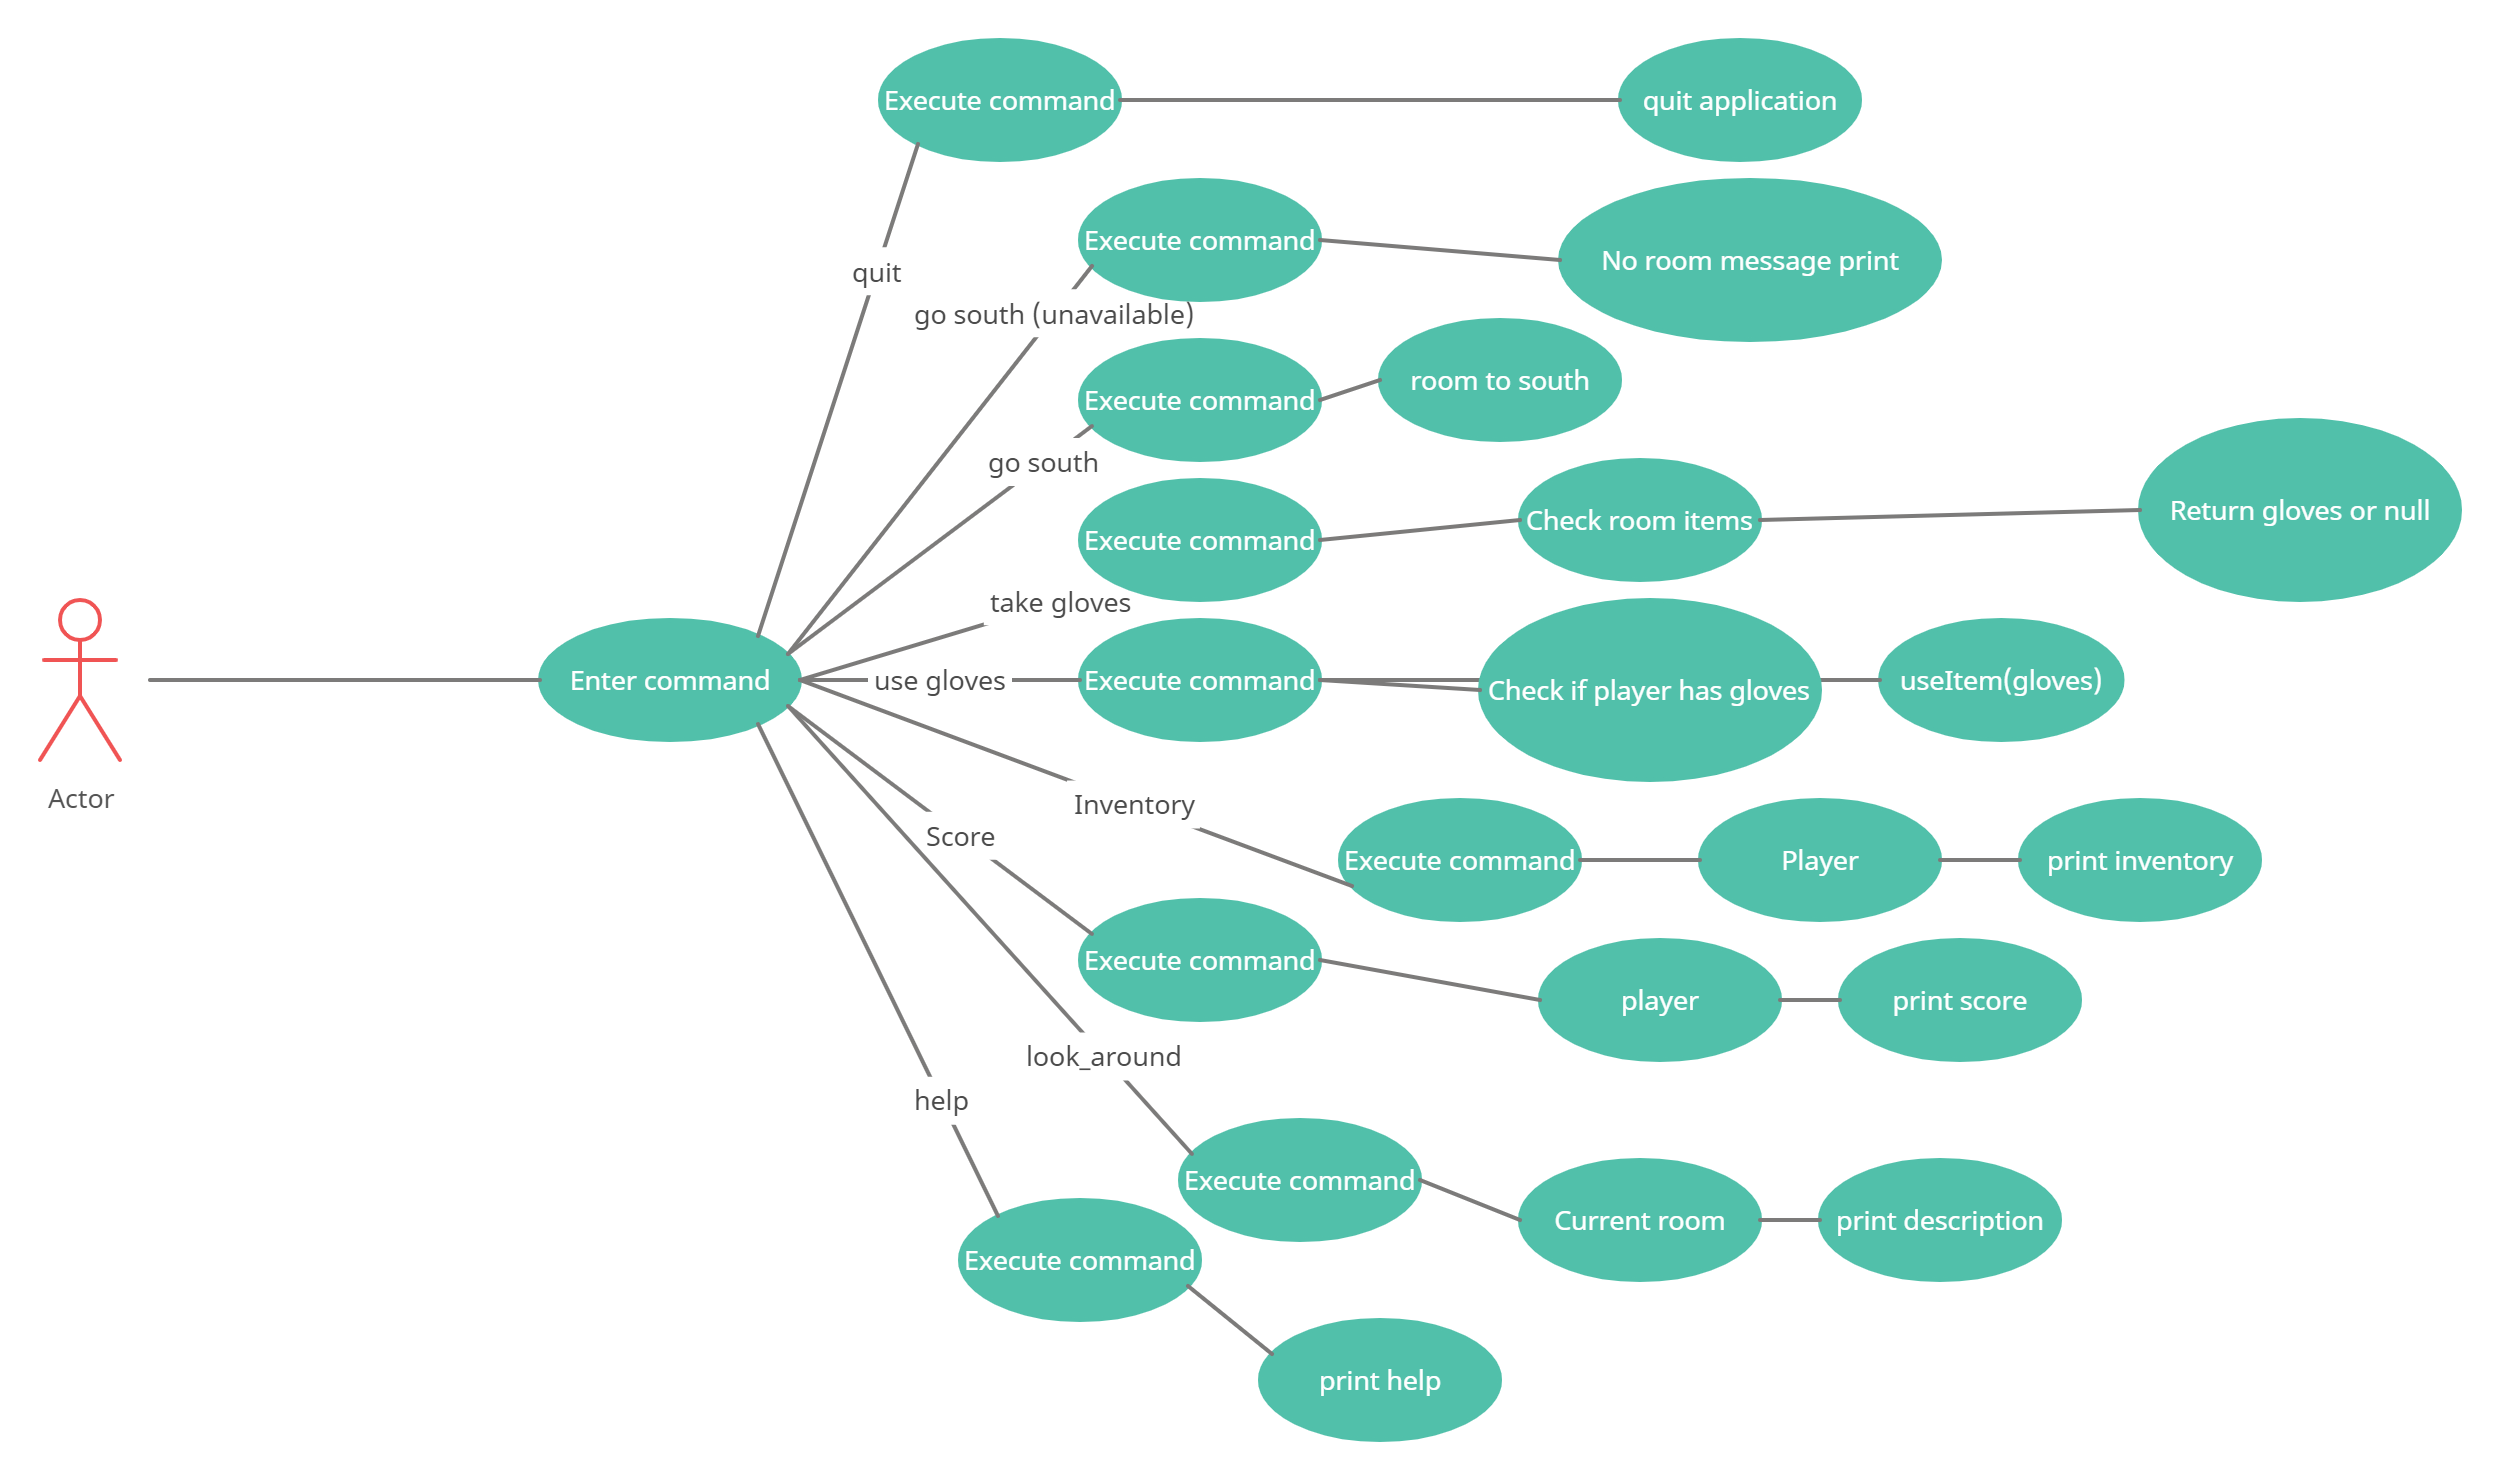 Execute command
quit application
quit
Execute command
No room message print
go south (unavailable)
Execute command
room to south
go south
Execute command
Check room items
Return gloves or null
take gloves
Actor
Enter command
use gloves
Execute command
Check if player has gloves
useItem(gloves)
Inventory
Execute command
Player
print inventory
Score
Execute command
player
print score
look_around
Execute command
Current room
print description
help
Execute command
print help